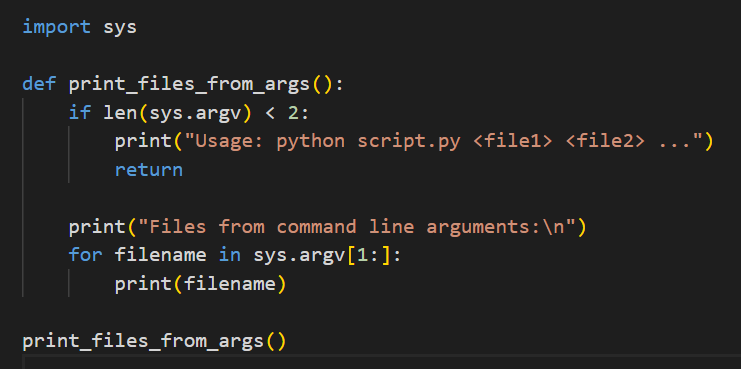 import sys
def print_files_from_args():
    if len(sys.argv) < 2:
        print("Usage: python script.py <file1> <file2> ...")
        return
    print("Files from command line arguments:\n")
    for filename in sys.argv[1:]:
        print(filename)
print_files_from_args()